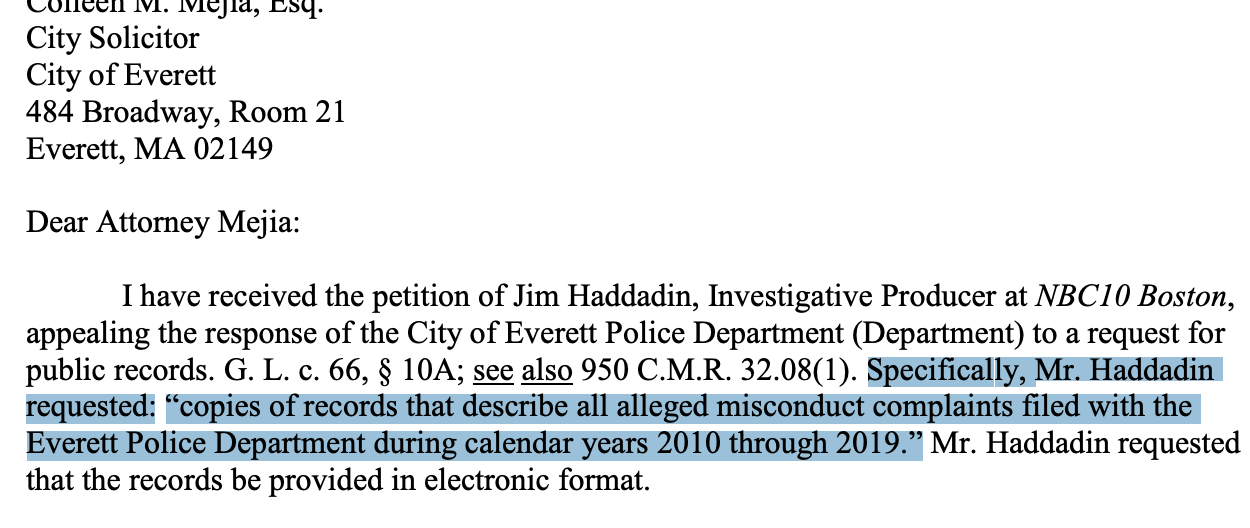 Colleen M. Mejia, Esq.
City Solicitor
City of Everett
484 Broadway, Room 21
Everett, MA 02149
Dear Attorney Mejia:
I have received the petition of Jim Haddadin, Investigative Producer at NBC10 Boston,
appealing the response of the City of Everett Police Department (Department) to a request for
public records. G. L. c. 66, § 10A; see also 950 C.M.R. 32.08(1). Specifically, Mr. Haddadin
requested: “copies of records that describe all alleged misconduct complaints filed with the
Everett Police Department during calendar years 2010 through 2019.” Mr. Haddadin requested
that the records be provided in electronic format.